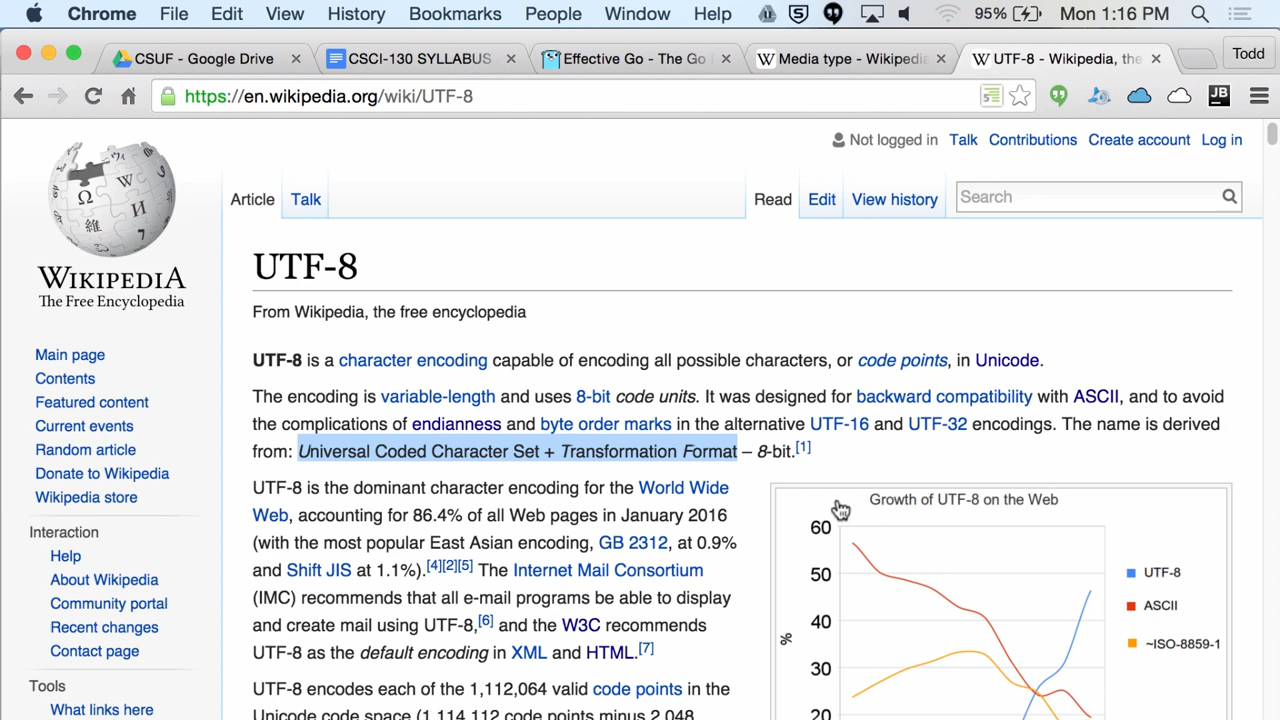 Chrome File Edit View History Bookmarks People Window Help 95% Mon 1:16 PM
CSUF - Google Drive CSCI-130 SYLLABUS Effective Go - The Go Media type - Wikipedia UTF-8 - Wikipedia, the Todd
https://en.wikipedia.org/wiki/UTF-8 JB
Not logged in Talk Contributions Create account Log in
Article Talk Read Edit View history Search
WIKIPEDIA
The Free Encyclopedia
Main page
Contents
Featured content
Current events
Random article
Donate to Wikipedia
Wikipedia store
Interaction
Help
About Wikipedia
Community portal
Recent changes
Contact page
Tools
What links here
UTF-8
From Wikipedia, the free encyclopedia
UTF-8 is a character encoding capable of encoding all possible characters, or code points, in Unicode.
The encoding is variable-length and uses 8-bit code units. It was designed for backward compatibility with ASCII, and to avoid
the complications of endianness and byte order marks in the alternative UTF-16 and UTF-32 encodings. The name is derived
from: Universal Coded Character Set + Transformation Format – 8-bit.[1]
UTF-8 is the dominant character encoding for the World Wide
Web, accounting for 86.4% of all Web pages in January 2016
(with the most popular East Asian encoding, GB 2312, at 0.9%
and Shift JIS at 1.1%).[4][2][5] The Internet Mail Consortium
(IMC) recommends that all e-mail programs be able to display
and create mail using UTF-8,[6] and the W3C recommends
UTF-8 as the default encoding in XML and HTML.[7]
UTF-8 encodes each of the 1,112,064 valid code points in the
Unicode code space (1,114,112 code points minus 2,048
Growth of UTF-8 on the Web
60
50
40
30
20
%
UTF-8
ASCII
~ISO-8859-1